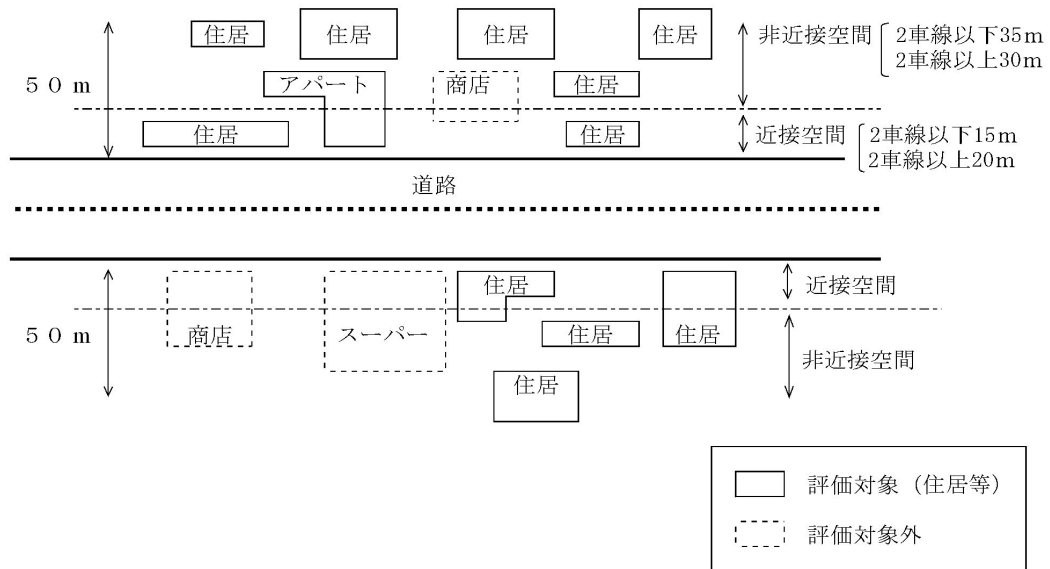 住居
住居
住居
住居
非近接空間
2車線以下35m
2車線以上30m
50m
アパート
商店
住居
住居
住居
近接空間
2車線以下15m
2車線以上20m
道路
住居
近接空間
50m
商店
スーパー
住居
住居
非近接空間
住居
評価対象（住居等）
評価対象外